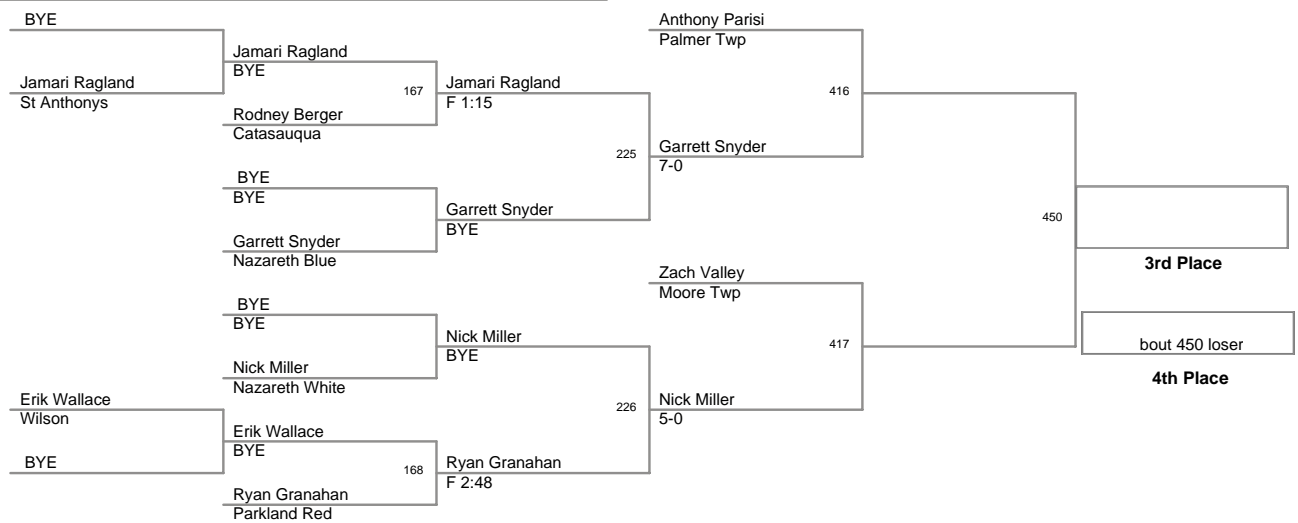 BYE
Jamari Ragland
St Anthonys
Jamari Ragland
BYE
167
Rodney Berger
Catasauqua
Jamari Ragland
F 1:15
BYE
BYE
Garrett Snyder
Nazareth Blue
Garrett Snyder
BYE
225
Anthony Parisi
Palmer Twp
416
Garrett Snyder
7-0
BYE
BYE
Nick Miller
Nazareth White
Nick Miller
BYE
Erik Wallace
Wilson
BYE
Erik Wallace
BYE
168
Ryan Granahan
Parkland Red
Ryan Granahan
F 2:48
226
Zach Valley
Moore Twp
417
Nick Miller
5-0
450
3rd Place
bout 450 loser
4th Place